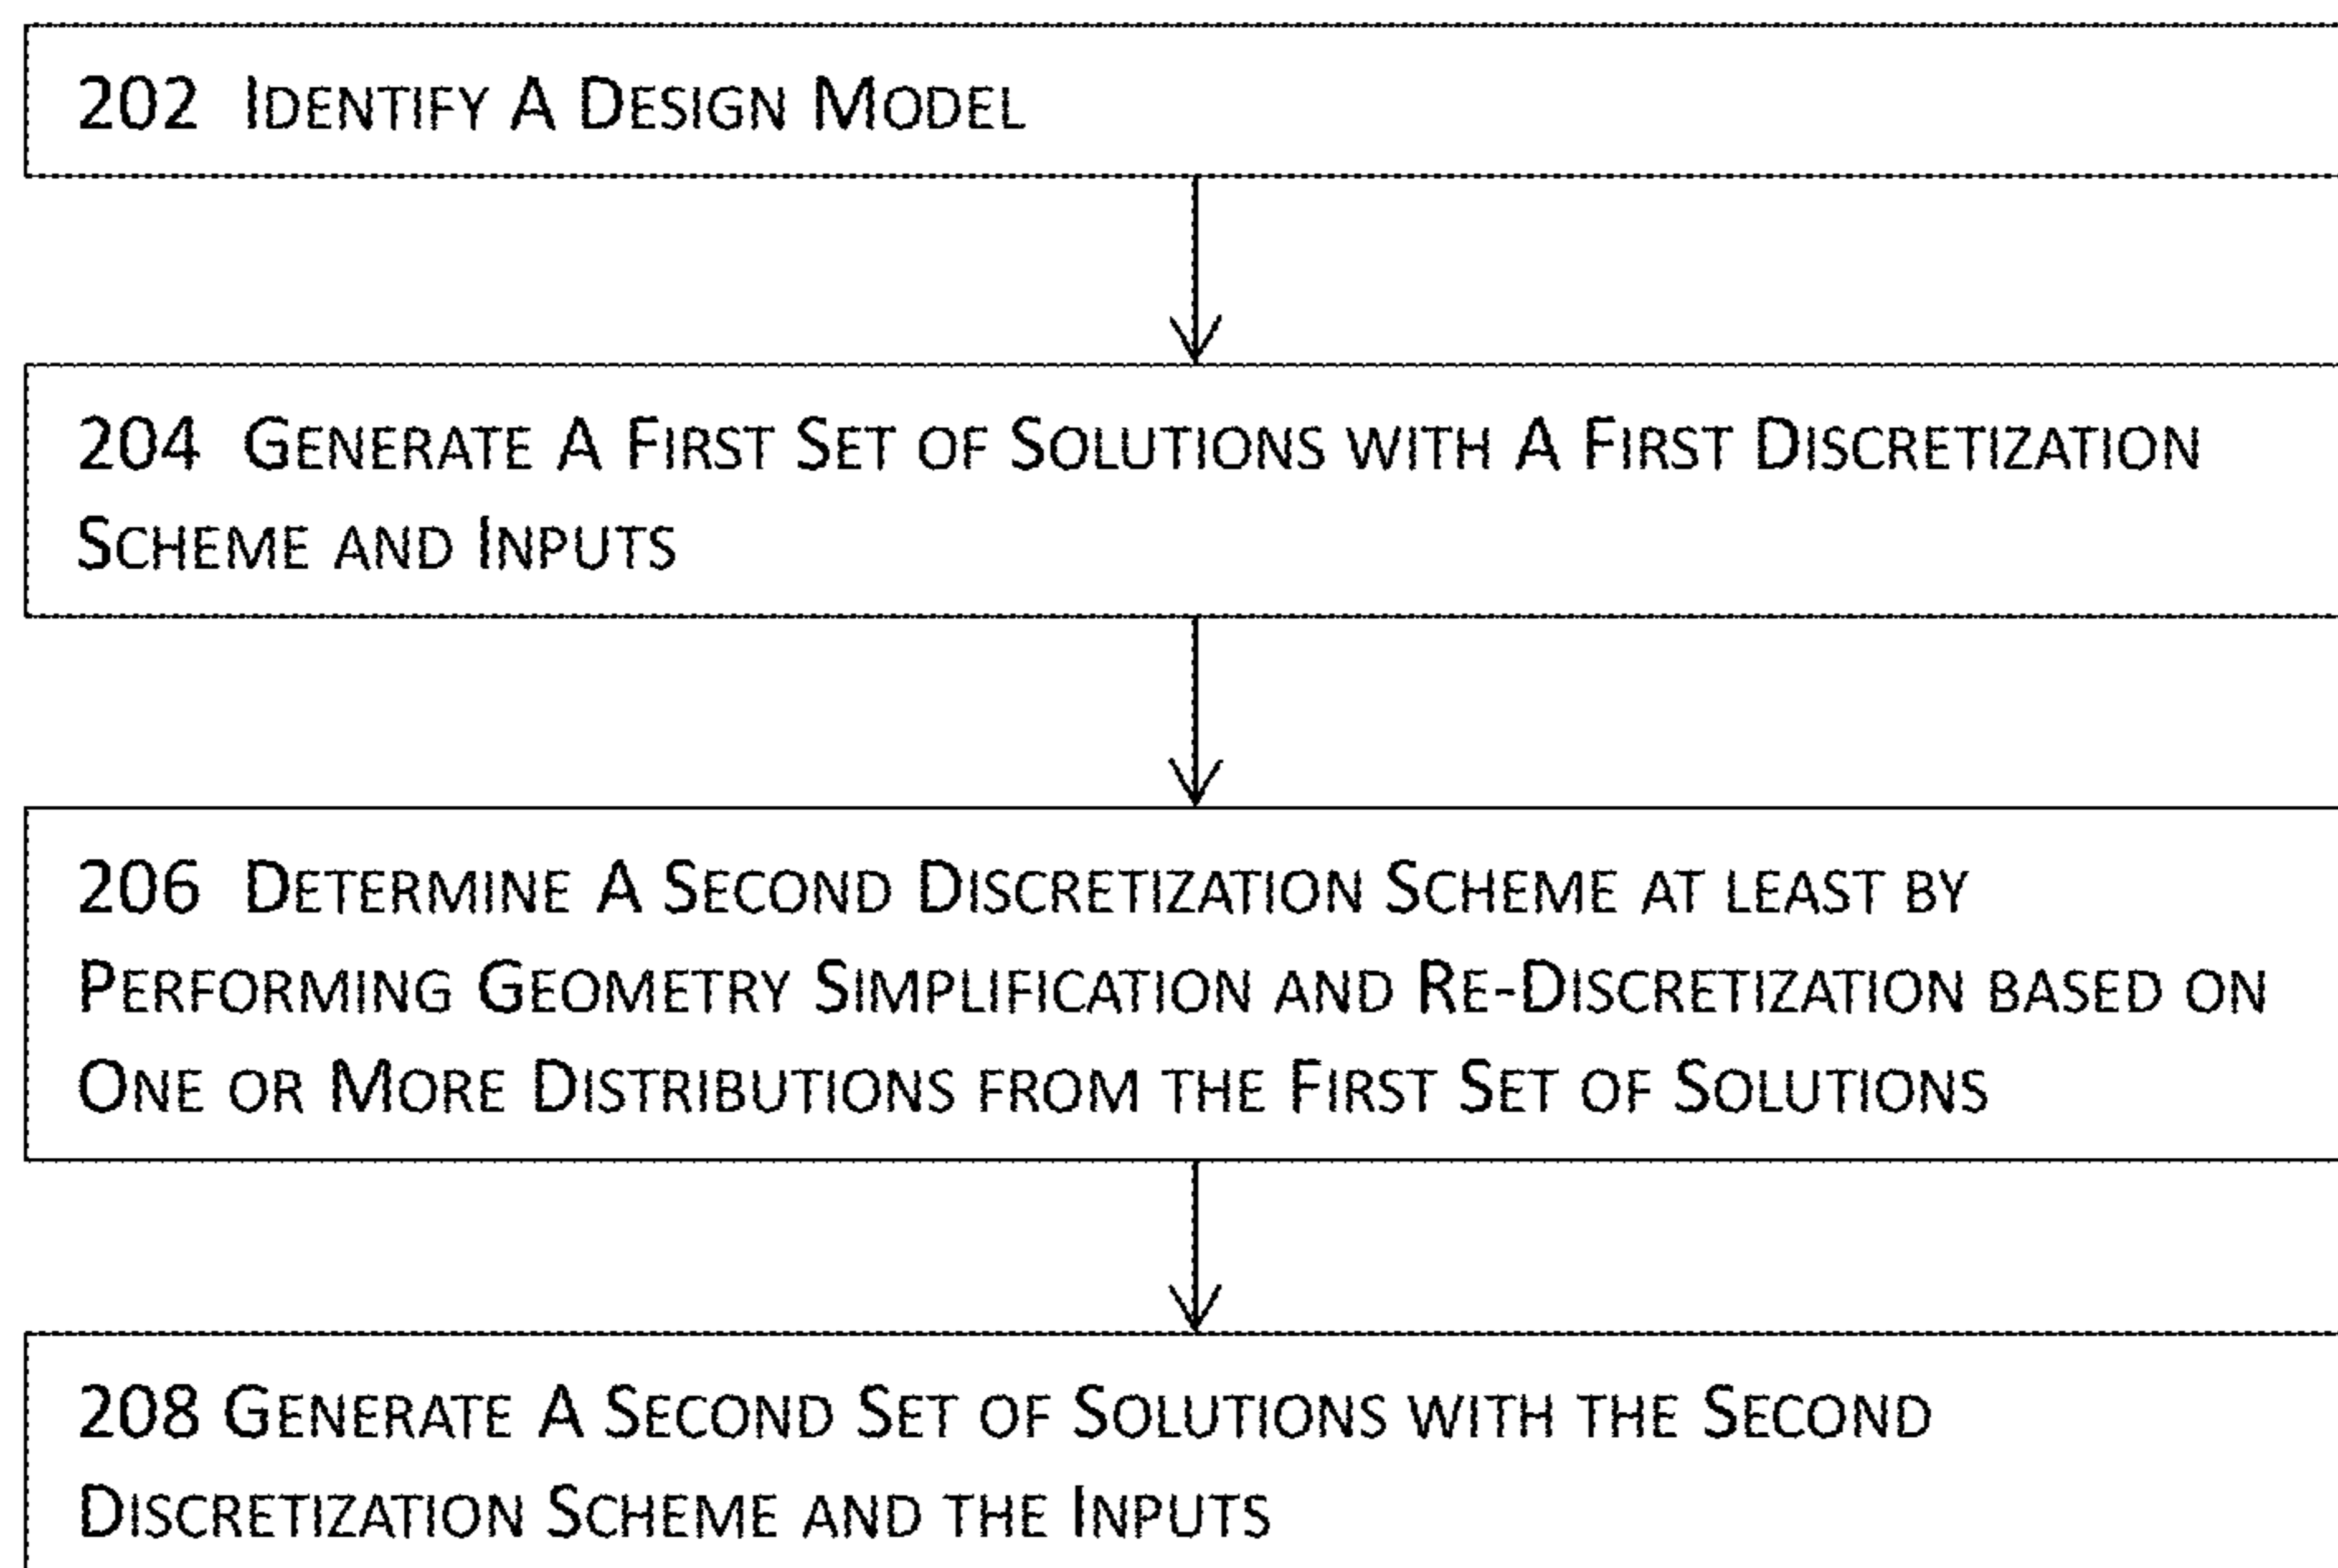 202 Identify A Design Model
204 Generate A First Set of Solutions with A First Discretization
Scheme and Inputs
206 Determine A Second Discretization Scheme at least by
Performing Geometry Simplification and Re-Discretization based on
One or More Distributions from the First Set of Solutions
208 Generate A Second Set of Solutions with the Second
Discretization Scheme and the Inputs